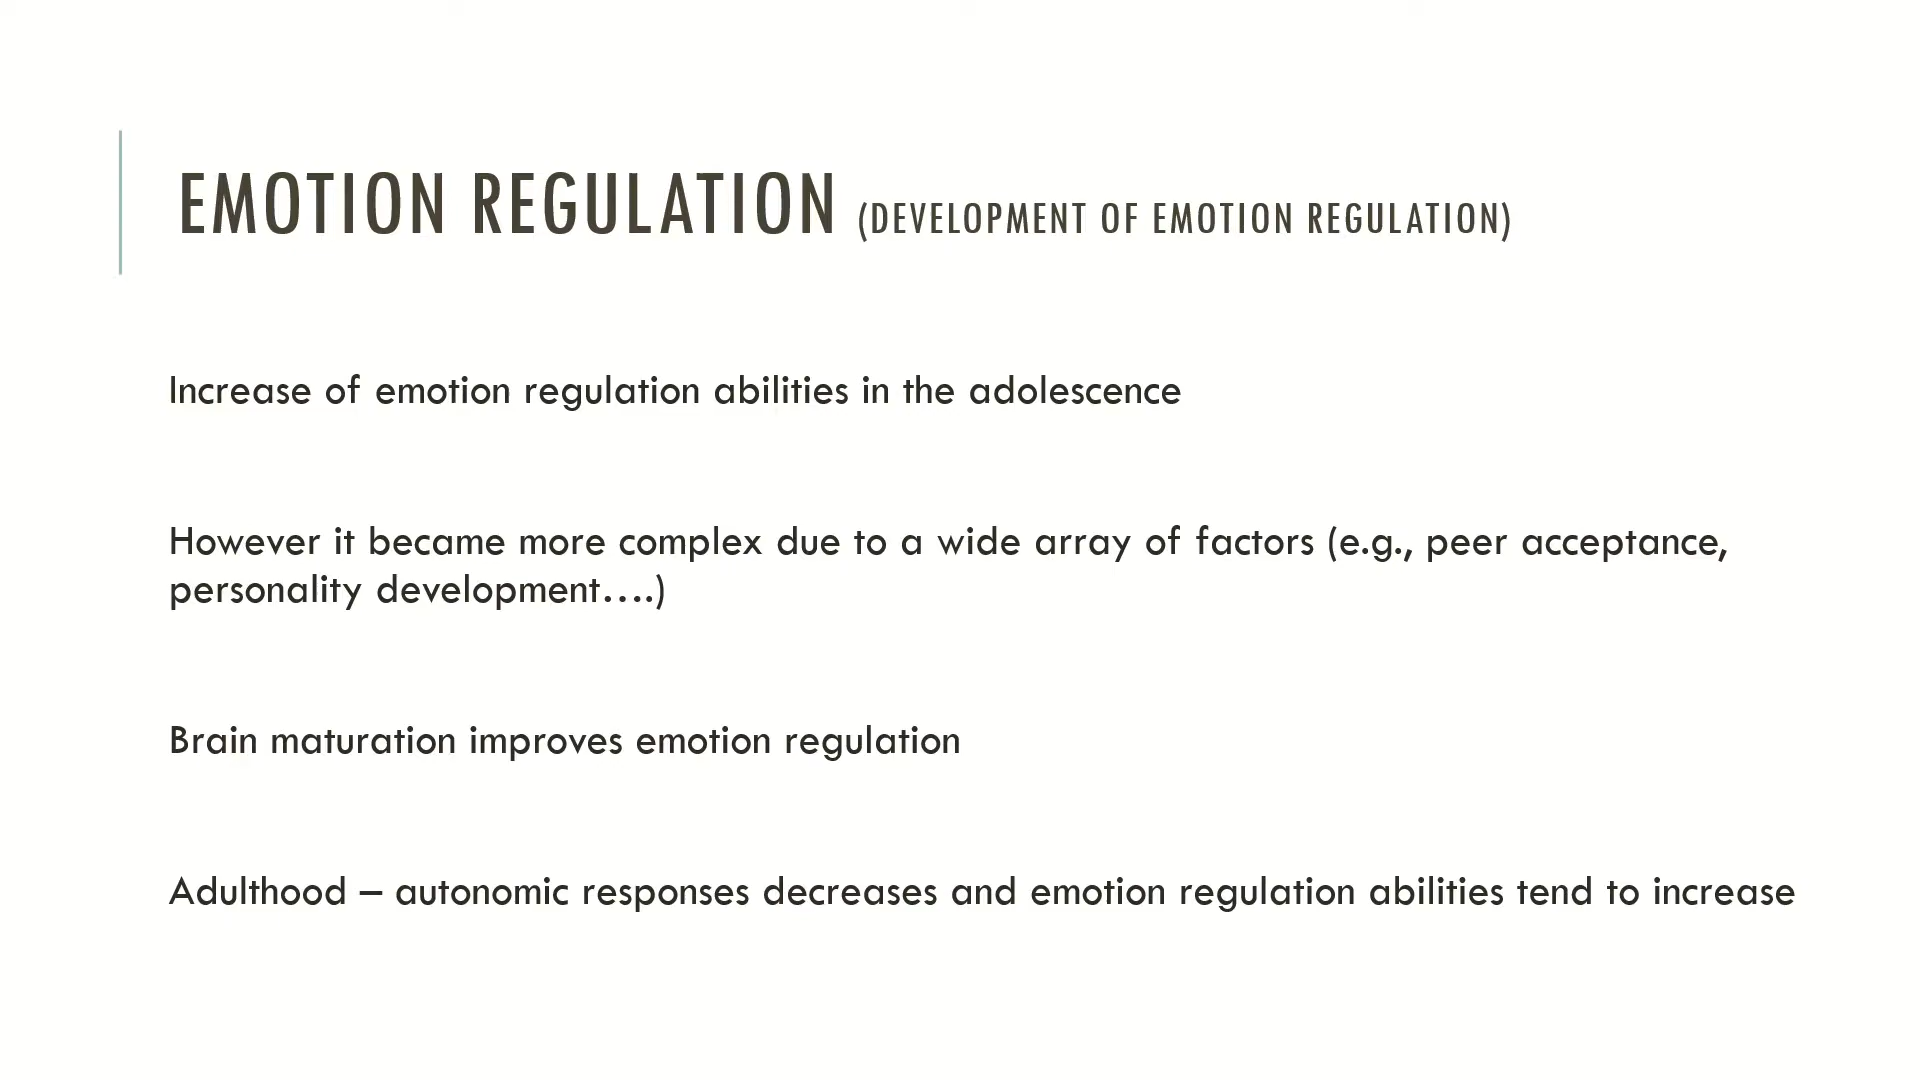 EMOTION REGULATION (DEVELOPMENT OF EMOTION REGULATION)
Increase of emotion regulation abilities in the adolescence
However it became more complex due to a wide array of factors (e.g., peer acceptance,
personality development….)
Brain maturation improves emotion regulation
Adulthood – autonomic responses decreases and emotion regulation abilities tend to increase